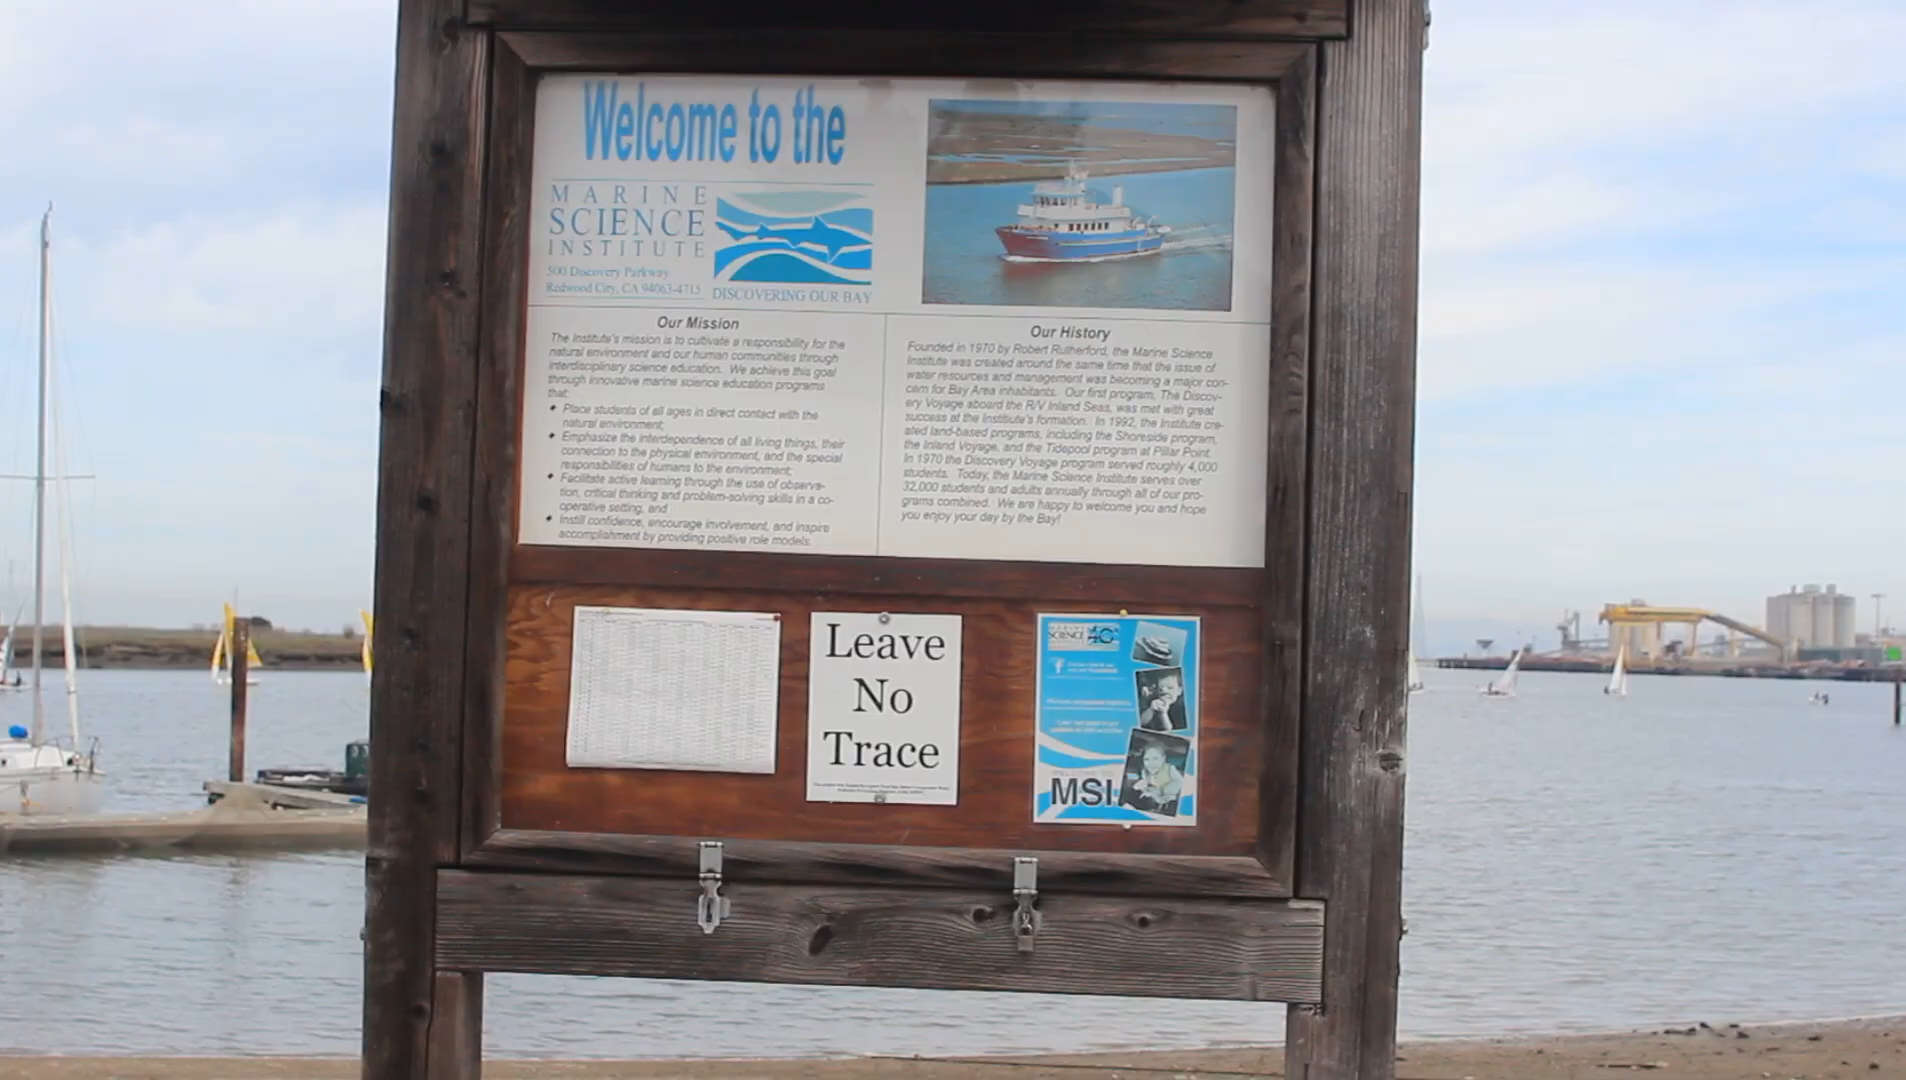 Welcome to the
MARINE
SCIENCE
INSTITUTE
500 Discovery Parkway
Redwood City, CA 94063-4715
DISCOVERING OUR BAY
Our Mission
The Institute's mission is to cultivate a responsibility for the
natural environment and our human communities through
interdisciplinary science education. We achieve this goal
through innovative marine science education programs
that:
Place students of all ages in direct contact with the
natural environment;
Emphasize the interdependence of all living things, their
connection to the physical environment, and the special
responsibilities of humans to the environment;
Facilitate active learning through the use of observa-
tion, critical thinking and problem-solving skills in a co-
operative setting, and
Instill confidence, encourage involvement, and inspire
accomplishment by providing positive role models.
Our History
Founded in 1970 by Robert Rutherford, the Marine Science
Institute was created around the same time that the issue of
water resources and management was becoming a major con-
cern for Bay Area inhabitants. Our first program, The Discov-
ery Voyage aboard the R/V Inland Seas, was met with great
success at the Institiute's formation. In 1992, the Institute cre-
ated land-based programs, including the Shoreside program,
the Inland Voyage, and the Tidepool program at Pillar Point.
In 1970 the Discovery Voyage program served roughly 4,000
students. Today, the Marine Science Institute serves over
32,000 students and adults annually through all of our pro-
grams combined. We are happy to welcome you and hope
you enjoy your day by the Bay!
Leave
No
Trace
MARINE
SCIENCE
40
WELCOME TO
MSI